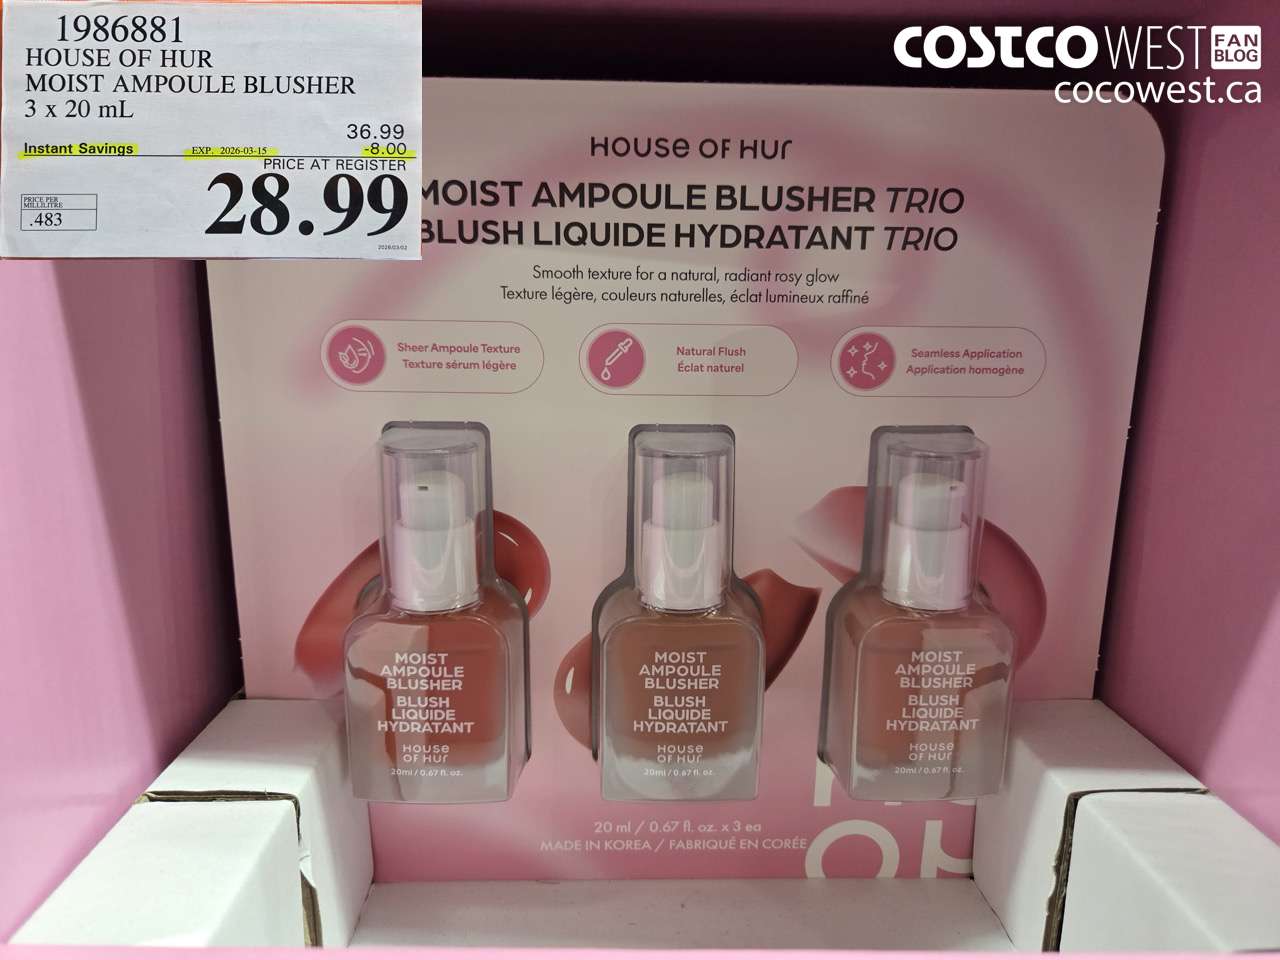 1986881
HOUSE OF HUR
MOIST AMPOULE BLUSHER
3 x 20 mL
36.99
Instant Savings EXP. 2026-03-15 -8.00
PRICE AT REGISTER
28.99
PRICE PER
MILLILITRE
.483
2026/03/02
COSTCO WEST FAN BLOG
cocowest.ca
HOUSE OF HUR
MOIST AMPOULE BLUSHER TRIO
BLUSH LIQUIDE HYDRATANT TRIO
Smooth texture for a natural, radiant rosy glow
Texture légère, couleurs naturelles, éclat lumineux raffiné
Sheer Ampoule Texture
Texture sérum légère
Natural Flush
Éclat naturel
Seamless Application
Application homogène
MOIST
AMPOULE
BLUSHER
BLUSH
LIQUIDE
HYDRATANT
HOUSE
OF HUR
20ml / 0.67 fl. oz.
MOIST
AMPOULE
BLUSHER
BLUSH
LIQUIDE
HYDRATANT
HOUSE
OF HUR
20ml / 0.67 fl. oz.
MOIST
AMPOULE
BLUSHER
BLUSH
LIQUIDE
HYDRATANT
HOUSE
OF HUR
20ml / 0.67 fl. oz.
20 ml / 0.67 fl. oz. x 3 ea
MADE IN KOREA / FABRIQUÉ EN CORÉE